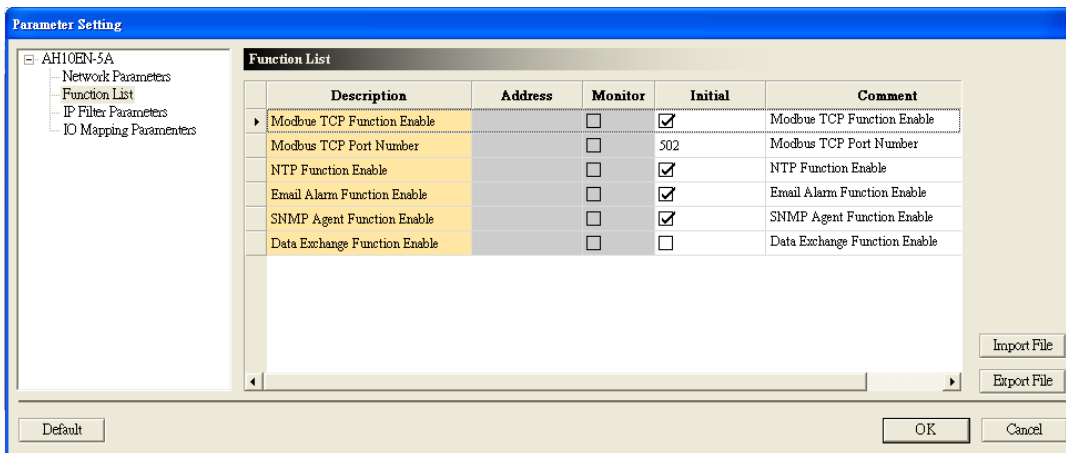 Parameter Setting
AH10EN-5A
Network Parameters
Function List
IP Filter Parameters
IO Mapping Paramenters
Function List
Description Address Monitor Initial Comment
Modbue TCP Function Enable Modbue TCP Function Enable
Modbus TCP Port Number 502 Modbus TCP Port Number
NTP Function Enable NTP Function Enable
Email Alarm Function Enable Email Alarm Function Enable
SNMP Agent Function Enable SNMP Agent Function Enable
Data Exchange Function Enable Data Exchange Function Enable
Import File
Export File
Default OK Cancel